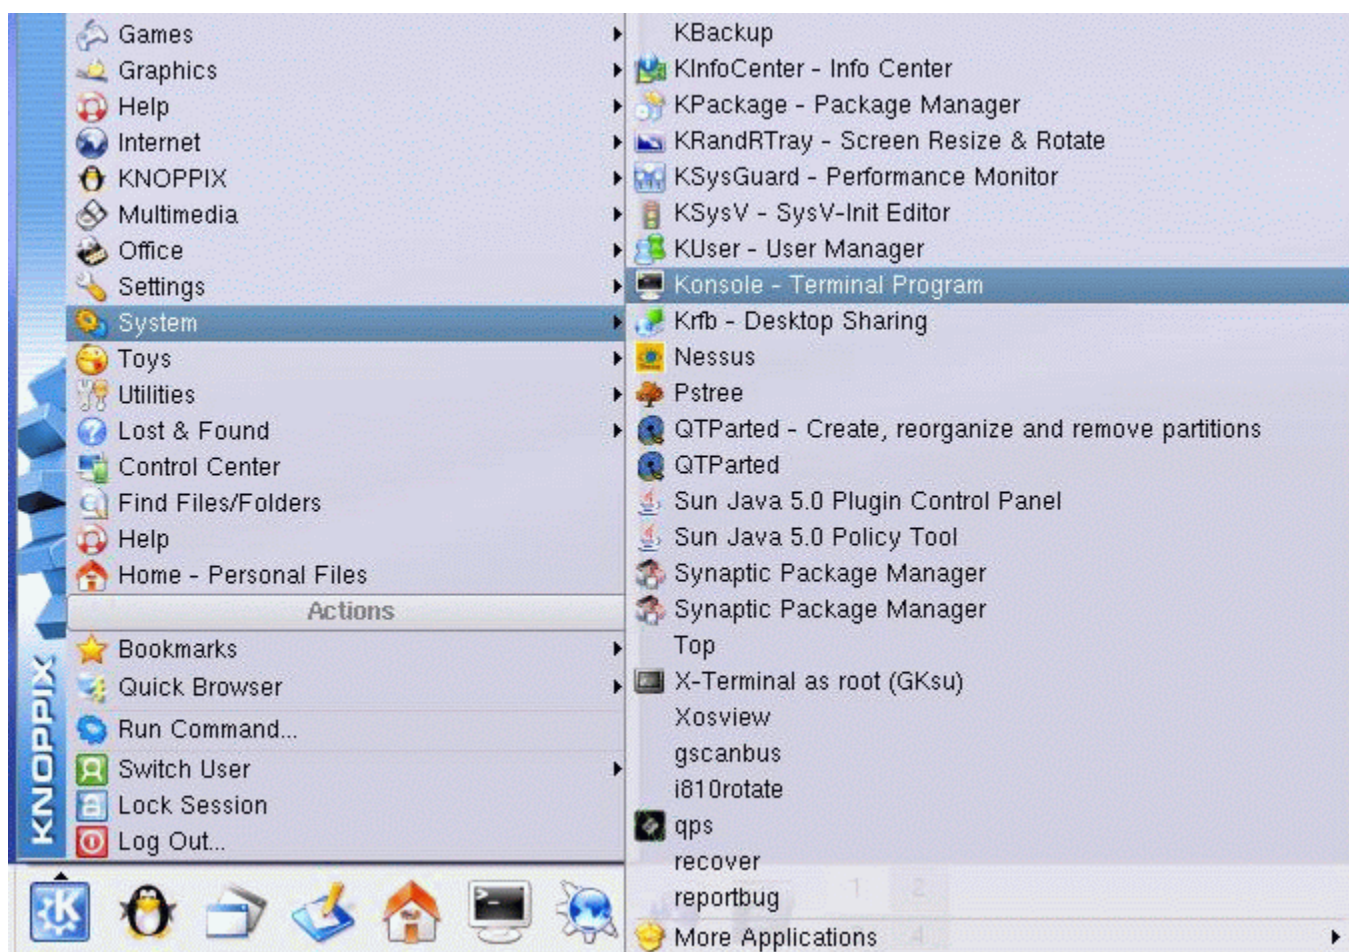 Games
Graphics
Help
Internet
KNOPPIX
Multimedia
Office
Settings
System
Toys
Utilities
Lost & Found
Control Center
Find Files/Folders
Help
Home - Personal Files
Actions
Bookmarks
Quick Browser
Run Command...
Switch User
Lock Session
Log Out...
KNOPPIX
KBackup
KInfoCenter - Info Center
KPackage - Package Manager
KRandRTray - Screen Resize & Rotate
KSysGuard - Performance Monitor
KSysV - SysV-Init Editor
KUser - User Manager
Konsole - Terminal Program
Krfb - Desktop Sharing
Nessus
Pstree
QTParted - Create, reorganize and remove partitions
QTParted
Sun Java 5.0 Plugin Control Panel
Sun Java 5.0 Policy Tool
Synaptic Package Manager
Synaptic Package Manager
Top
X-Terminal as root (GKsu)
Xosview
gscanbus
i810rotate
qps
recover
reportbug
More Applications
1 2
4